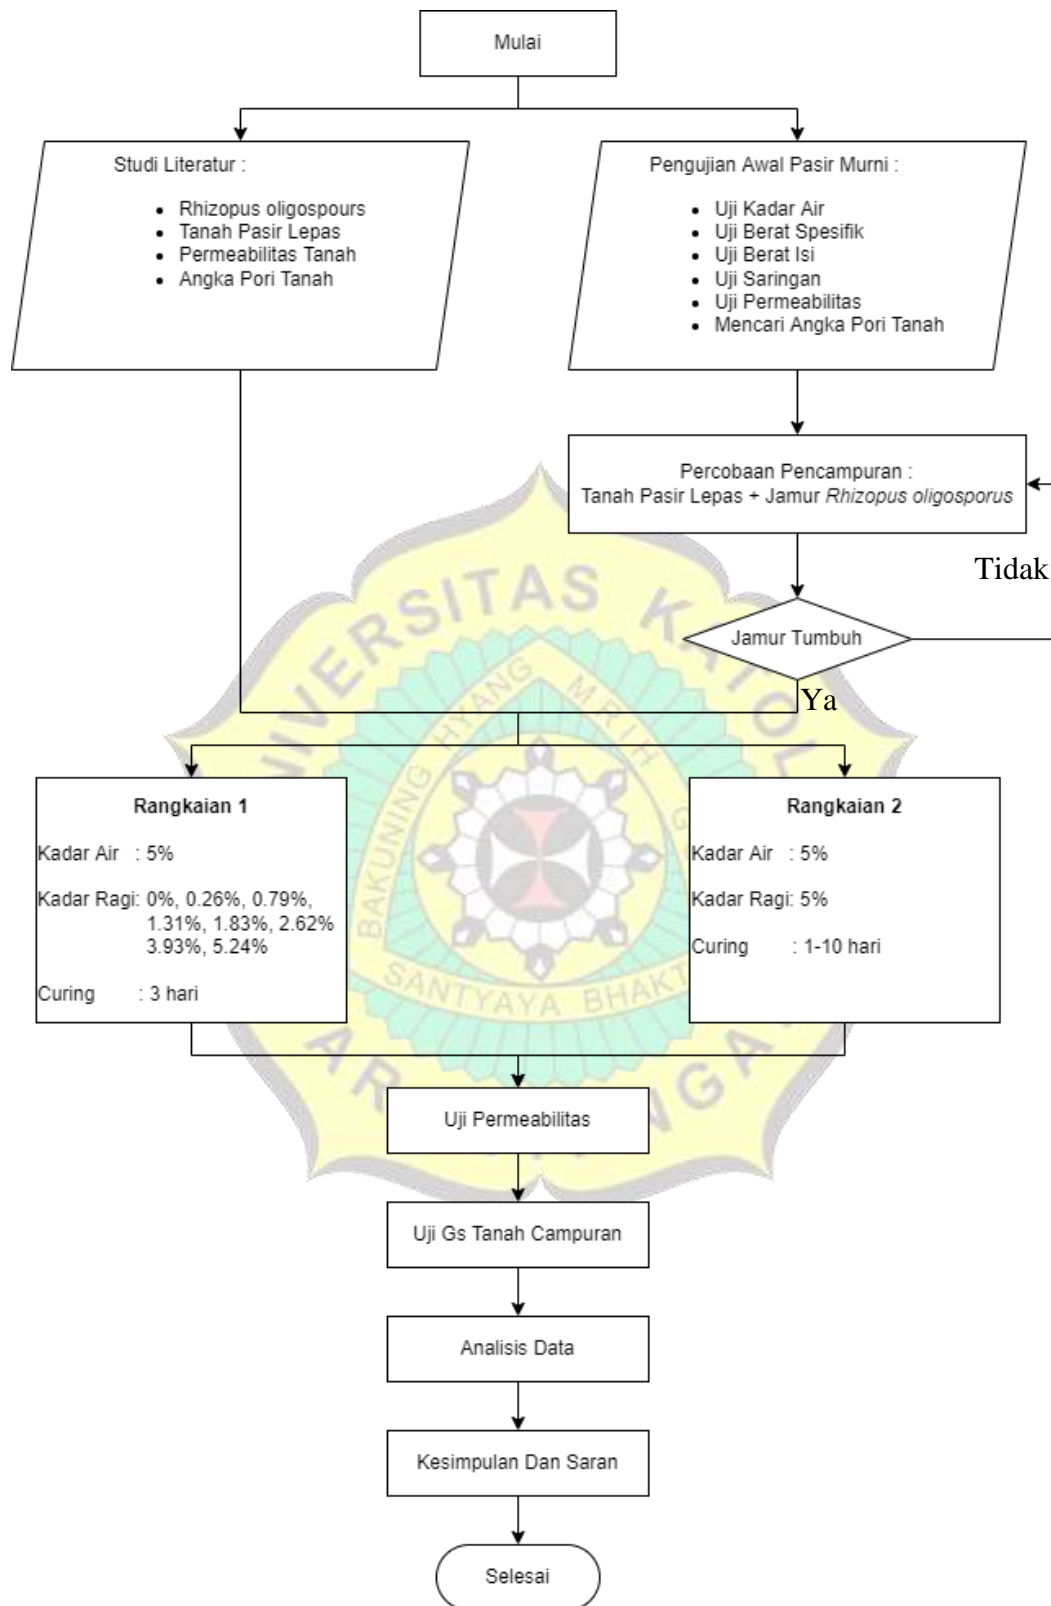 Mulai
Studi Literatur :
• Rhizopus oligospours
• Tanah Pasir Lepas
• Permeabilitas Tanah
• Angka Pori Tanah
Pengujian Awal Pasir Murni :
• Uji Kadar Air
• Uji Berat Spesifik
• Uji Berat Isi
• Uji Saringan
• Uji Permeabilitas
• Mencari Angka Pori Tanah
Percobaan Pencampuran :
Tanah Pasir Lepas + Jamur Rhizopus oligosporus
Tidak
Jamur Tumbuh
Ya
Rangkaian 1
Kadar Air : 5%
Kadar Ragi: 0%, 0.26%, 0.79%,
1.31%, 1.83%, 2.62%
3.93%, 5.24%
Curing : 3 hari
Rangkaian 2
Kadar Air : 5%
Kadar Ragi: 5%
Curing : 1-10 hari
Uji Permeabilitas
Uji Gs Tanah Campuran
Analisis Data
Kesimpulan Dan Saran
Selesai
BAKUNING HYANG MRIH G
SANTYAYA BHAKT